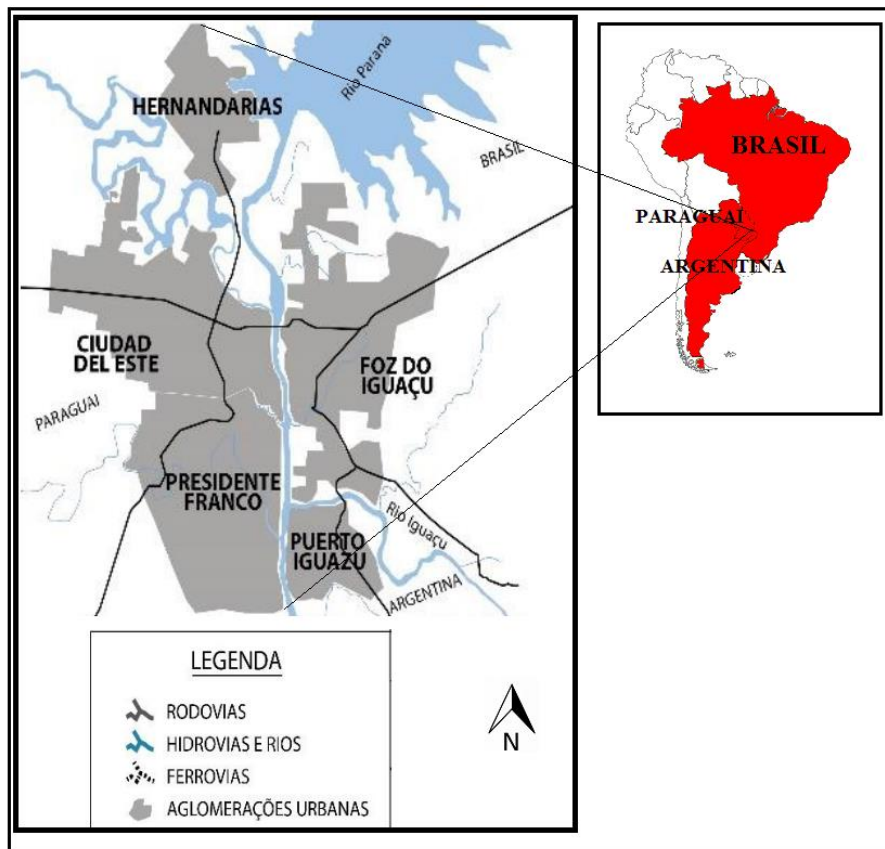 Rio Parana
HERNANDARIAS
BRASIL
CIUDAD
DEL ESTE
FOZ DO
IGUAÇU
PARAGUAI
PRESIDENTE
FRANCO
Rio Iguaçu
PUERTO
IGUAZU
ARGENTINA
LEGENDA
RODOVIAS
HIDROVIAS E RIOS
FERROVIAS
AGLOMERAÇÕES URBANAS
N
BRASIL
PARAGUAI
ARGENTINA